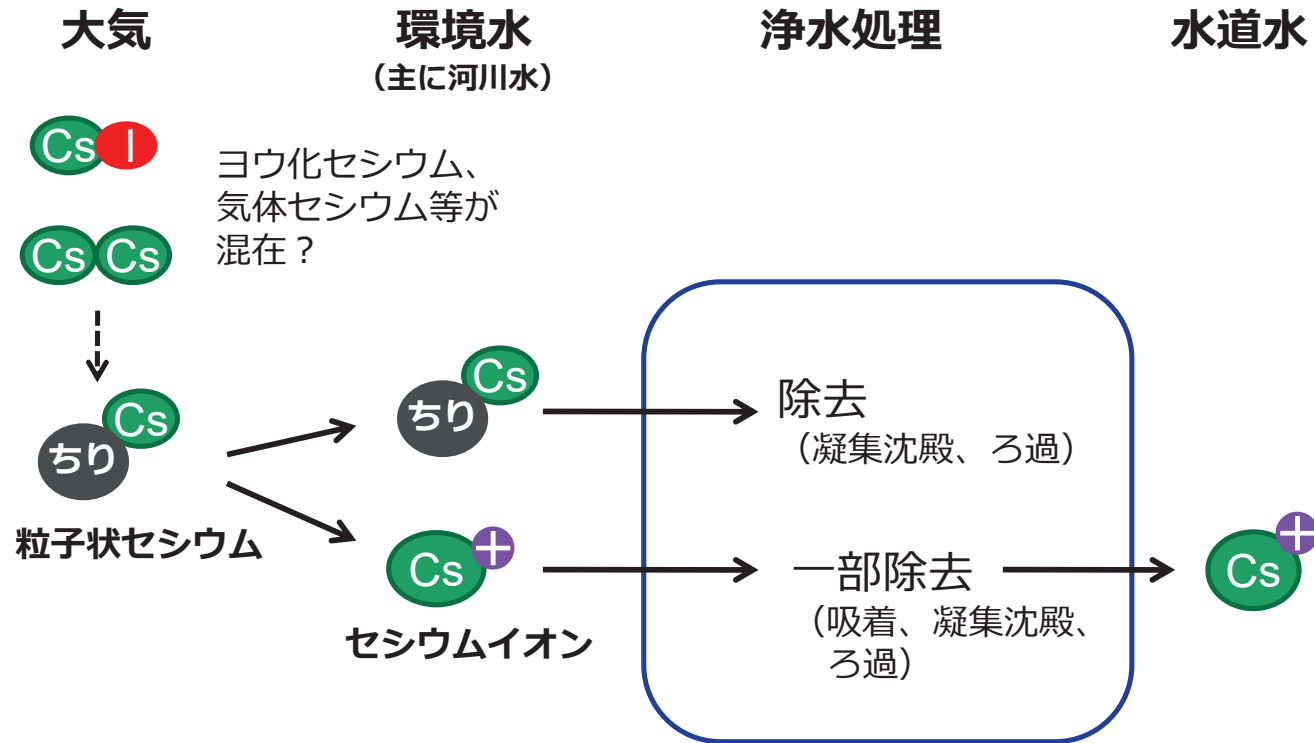 大気
環境水
（主に河川水）
浄水処理
水道水
Cs I
ヨウ化セシウム、
気体セシウム等が
混在？
Cs Cs
Cs
ちり
粒子状セシウム
Cs
ちり
除去
（凝集沈殿、ろ過）
Cs +
セシウムイオン
一部除去
（吸着、凝集沈殿、
ろ過）
Cs +